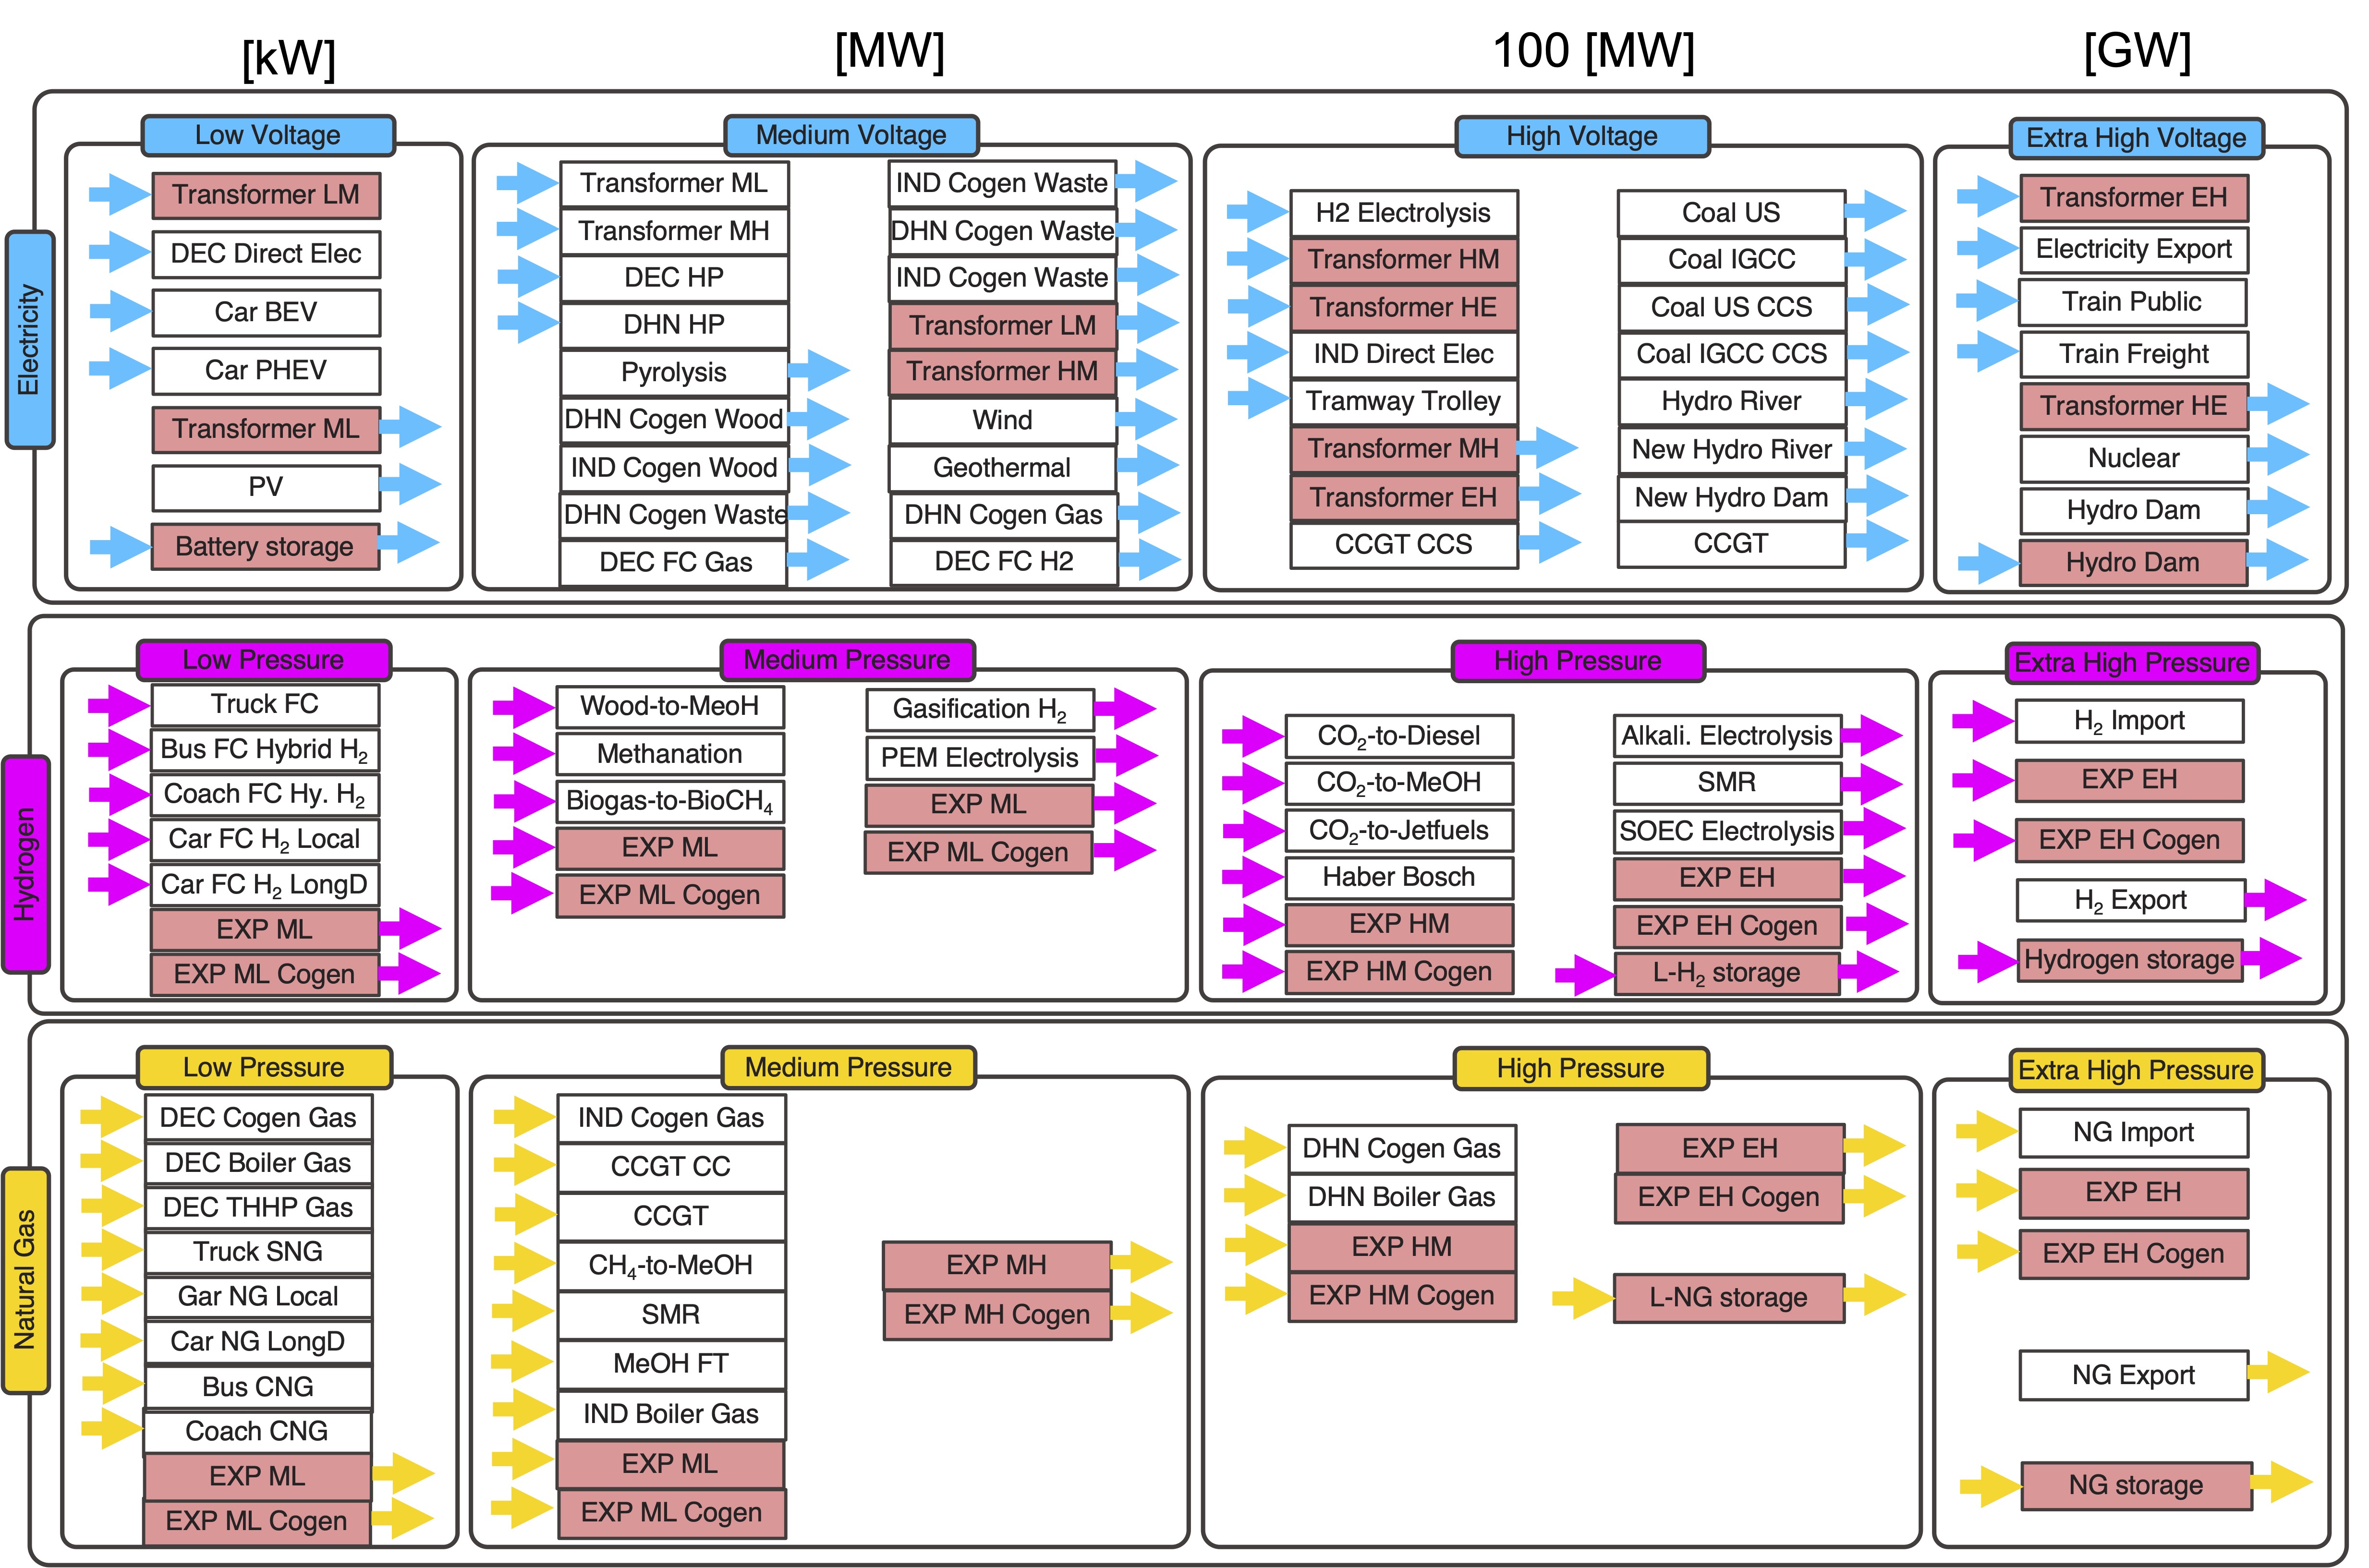 [kW]
[MW]
100 [MW]
[GW]
Electricity
Low Voltage
Transformer LM
DEC Direct Elec
Car BEV
Car PHEV
Transformer ML
PV
Battery storage
Medium Voltage
Transformer ML
Transformer MH
DEC HP
DHN HP
Pyrolysis
DHN Cogen Wood
IND Cogen Wood
DHN Cogen Waste
DEC FC Gas
IND Cogen Waste
DHN Cogen Waste
IND Cogen Waste
Transformer LM
Transformer HM
Wind
Geothermal
DHN Cogen Gas
DEC FC H2
High Voltage
H2 Electrolysis
Transformer HM
Transformer HE
IND Direct Elec
Tramway Trolley
Transformer MH
Transformer EH
CCGT CCS
Coal US
Coal IGCC
Coal US CCS
Coal IGCC CCS
Hydro River
New Hydro River
New Hydro Dam
CCGT
Extra High Voltage
Transformer EH
Electricity Export
Train Public
Train Freight
Transformer HE
Nuclear
Hydro Dam
Hydro Dam
Hydrogen
Low Pressure
Truck FC
Bus FC Hybrid H₂
Coach FC Hy. H₂
Car FC H₂ Local
Car FC H₂ LongD
EXP ML
EXP ML Cogen
Medium Pressure
Wood-to-MeoH
Methanation
Biogas-to-BioCH₄
EXP ML
EXP ML Cogen
Gasification H₂
PEM Electrolysis
EXP ML
EXP ML Cogen
High Pressure
CO₂-to-Diesel
CO₂-to-MeOH
CO₂-to-Jetfuels
Haber Bosch
EXP HM
EXP HM Cogen
Alkali. Electrolysis
SMR
SOEC Electrolysis
EXP EH
EXP EH Cogen
L-H₂ storage
Extra High Pressure
H₂ Import
EXP EH
EXP EH Cogen
H₂ Export
Hydrogen storage
Natural Gas
Low Pressure
DEC Cogen Gas
DEC Boiler Gas
DEC THHP Gas
Truck SNG
Gar NG Local
Car NG LongD
Bus CNG
Coach CNG
EXP ML
EXP ML Cogen
Medium Pressure
IND Cogen Gas
CCGT CC
CCGT
CH₄-to-MeOH
SMR
MeOH FT
IND Boiler Gas
EXP ML
EXP ML Cogen
EXP MH
EXP MH Cogen
High Pressure
DHN Cogen Gas
DHN Boiler Gas
EXP HM
EXP HM Cogen
EXP EH
EXP EH Cogen
L-NG storage
Extra High Pressure
NG Import
EXP EH
EXP EH Cogen
NG Export
NG storage